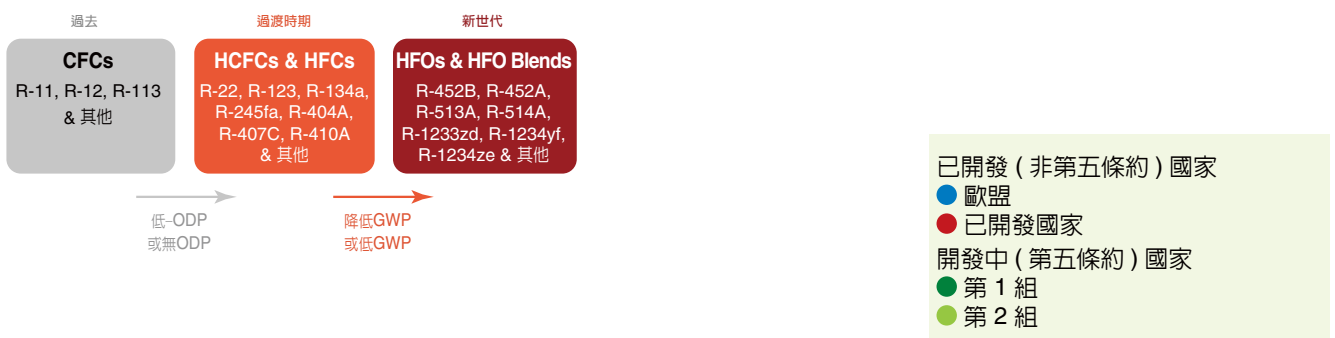 過去
CFCs
R-11, R-12, R-113
& 其他
過渡時期
HCFCs & HFCs
R-22, R-123, R-134a,
R-245fa, R-404A,
R-407C, R-410A
& 其他
新世代
HFOs & HFO Blends
R-452B, R-452A,
R-513A, R-514A,
R-1233zd, R-1234yf,
R-1234ze & 其他
低-ODP
或無ODP
降低GWP
或低GWP
已開發 ( 非第五條約 ) 國家
歐盟
已開發國家
開發中 ( 第五條約 ) 國家
第 1 組
第 2 組